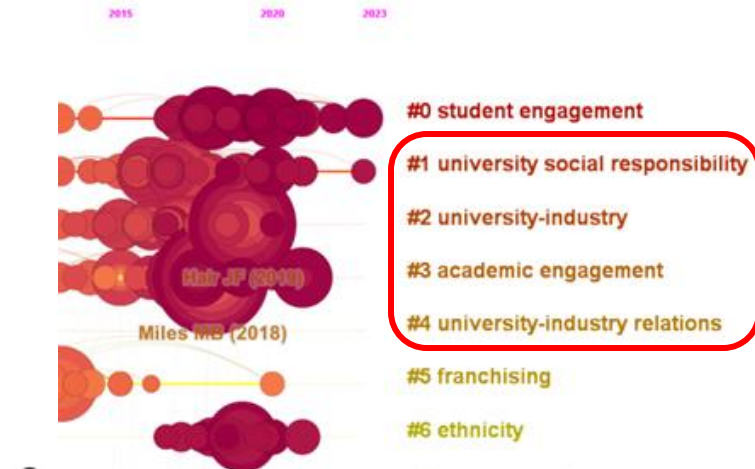 2015 2020 2023
#0 student engagement
#1 university social responsibility
#2 university-industry
#3 academic engagement
Hair JF (2019)
#4 university-industry relations
Miles MB (2018)
#5 franchising
#6 ethnicity